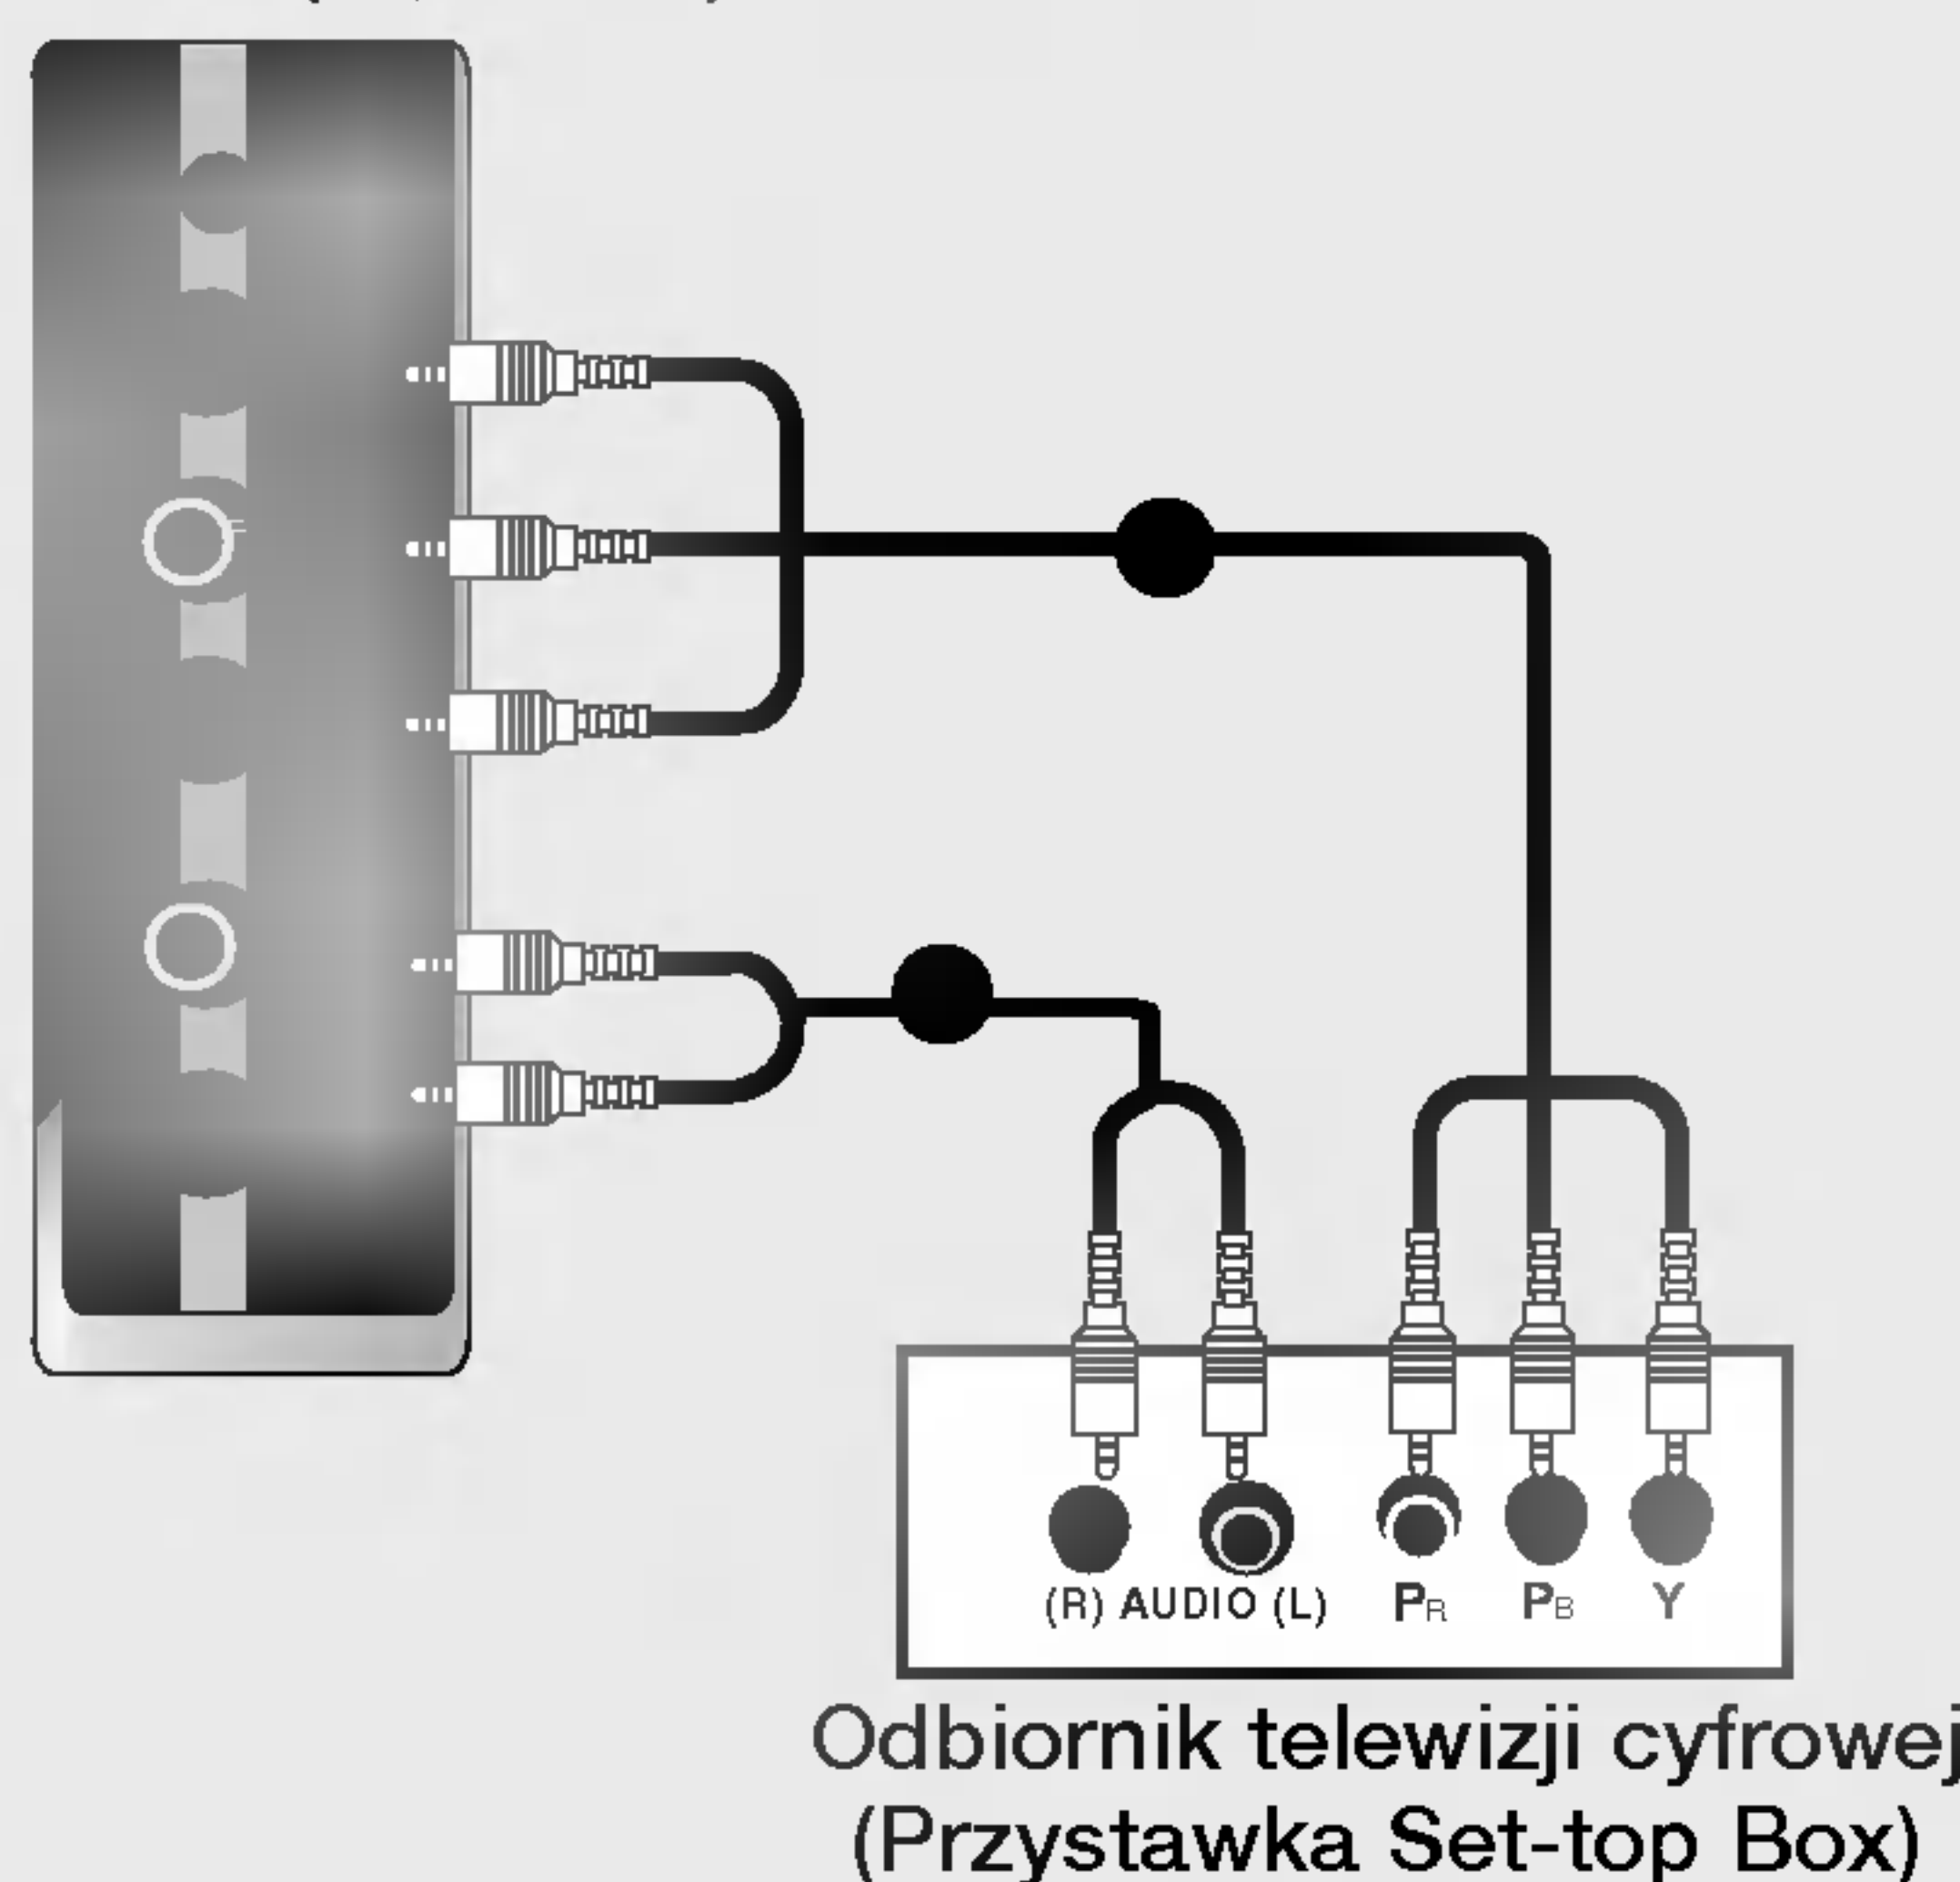 (R) AUDIO (L) PR PB Y
Odbiornik telewizji cyfrowej
(Przystawka Set-top Box)